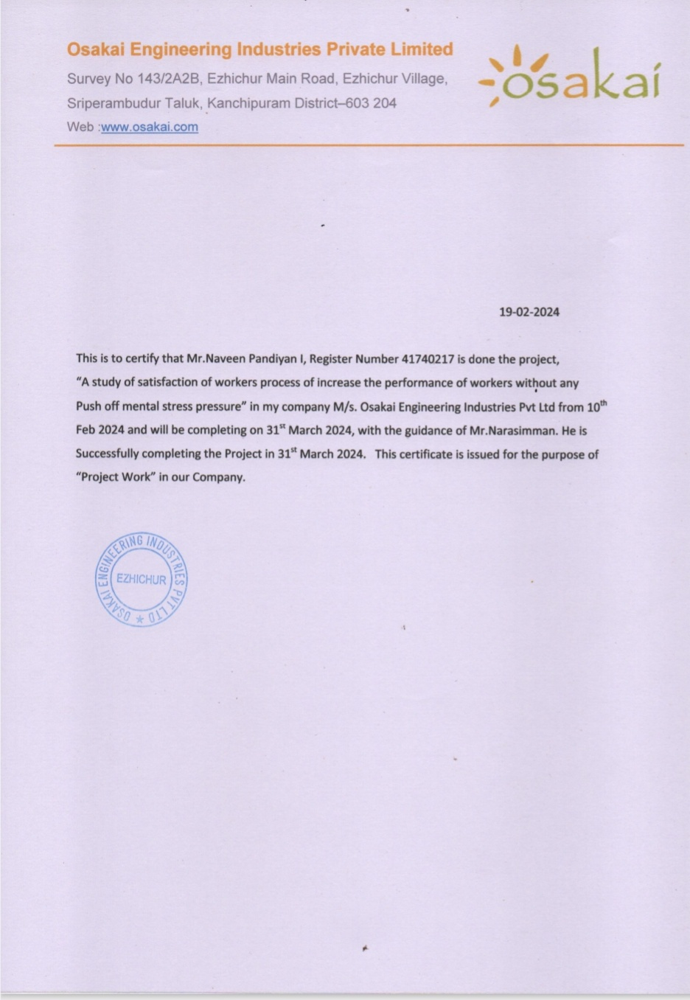 Osakai Engineering Industries Private Limited
osakai
Survey No 143/2A2B, Ezhichur Main Road, Ezhichur Village,
Sriperambudur Taluk, Kanchipuram District–603 204
Web :www.osakai.com
19-02-2024
This is to certify that Mr.Naveen Pandiyan I, Register Number 41740217 is done the project,
“A study of satisfaction of workers process of increase the performance of workers without any
Push off mental stress pressure” in my company M/s. Osakai Engineering Industries Pvt Ltd from 10th
Feb 2024 and will be completing on 31st March 2024, with the guidance of Mr.Narasimman. He is
Successfully completing the Project in 31st March 2024.   This certificate is issued for the purpose of
“Project Work” in our Company.
OSAKAI ENGINEERING INDUSTRIES PVT LTD ★
EZHICHUR